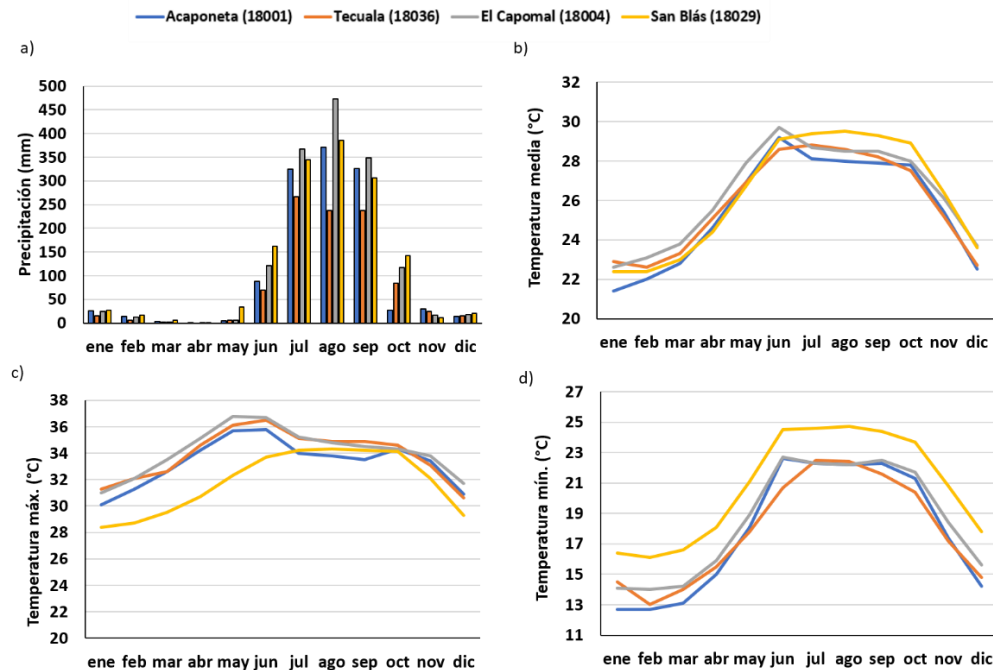 Acaponeta (18001) Tecuala (18036) El Capomal (18004) San Blás (18029)
a)
Precipitación (mm)
500
450
400
350
300
250
200
150
100
50
0
ene feb mar abr may jun jul ago sep oct nov dic
b)
Temperatura media (°C)
32
30
28
26
24
22
20
ene feb mar abr may jun jul ago sep oct nov dic
c)
Temperatura máx. (°C)
38
36
34
32
30
28
26
24
22
20
ene feb mar abr may jun jul ago sep oct nov dic
d)
Temperatura mín. (°C)
27
25
23
21
19
17
15
13
11
ene feb mar abr may jun jul ago sep oct nov dic